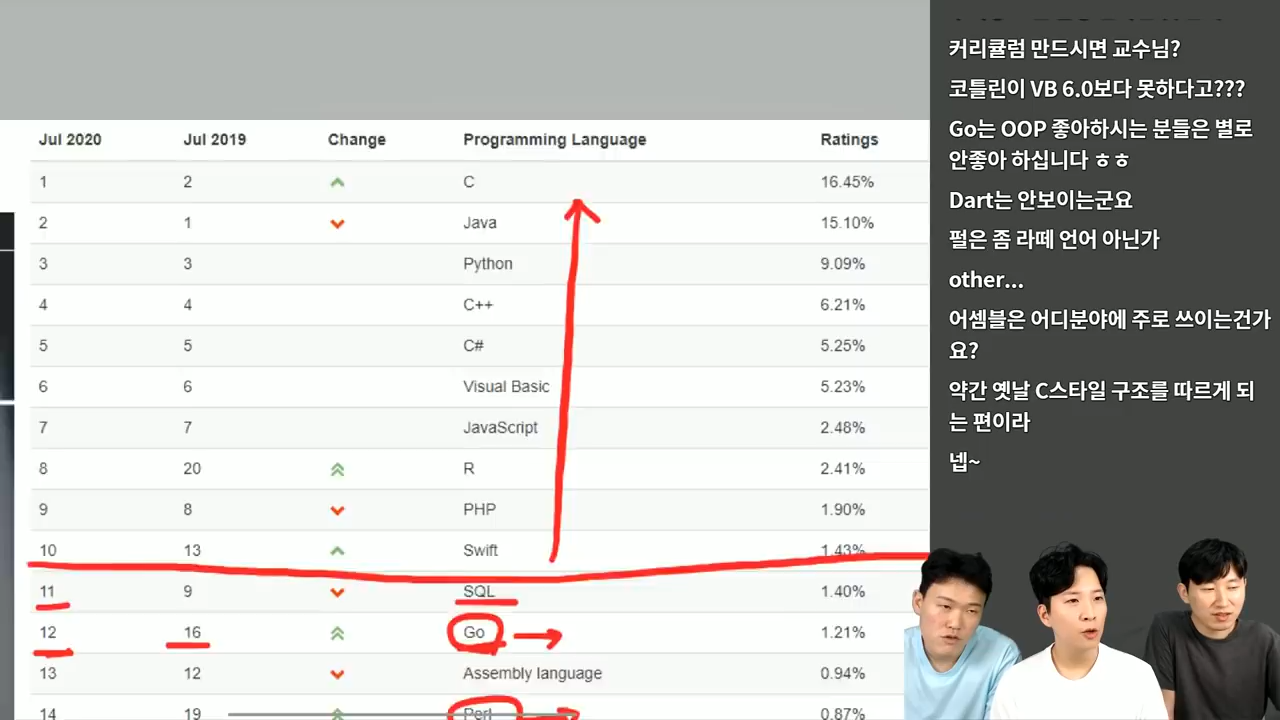 Jul 2020 Jul 2019 Change Programming Language Ratings
1 2 C 16.45%
2 1 Java 15.10%
3 3 Python 9.09%
4 4 C++ 6.21%
5 5 C# 5.25%
6 6 Visual Basic 5.23%
7 7 JavaScript 2.48%
8 20 R 2.41%
9 8 PHP 1.90%
10 13 Swift 1.43%
11 9 SQL 1.40%
12 16 Go 1.21%
13 12 Assembly language 0.94%
14 19 Perl 0.87%
커리큘럼 만드시면 교수님?
코틀린이 VB 6.0보다 못하다고???
Go는 OOP 좋아하시는 분들은 별로
안좋아 하십니다 ㅎㅎ
Dart는 안보이는군요
펄은 좀 라떼 언어 아닌가
other...
어셈블은 어디분야에 주로 쓰이는건가
요?
약간 옛날 C스타일 구조를 따르게 되
는 편이라
넵~